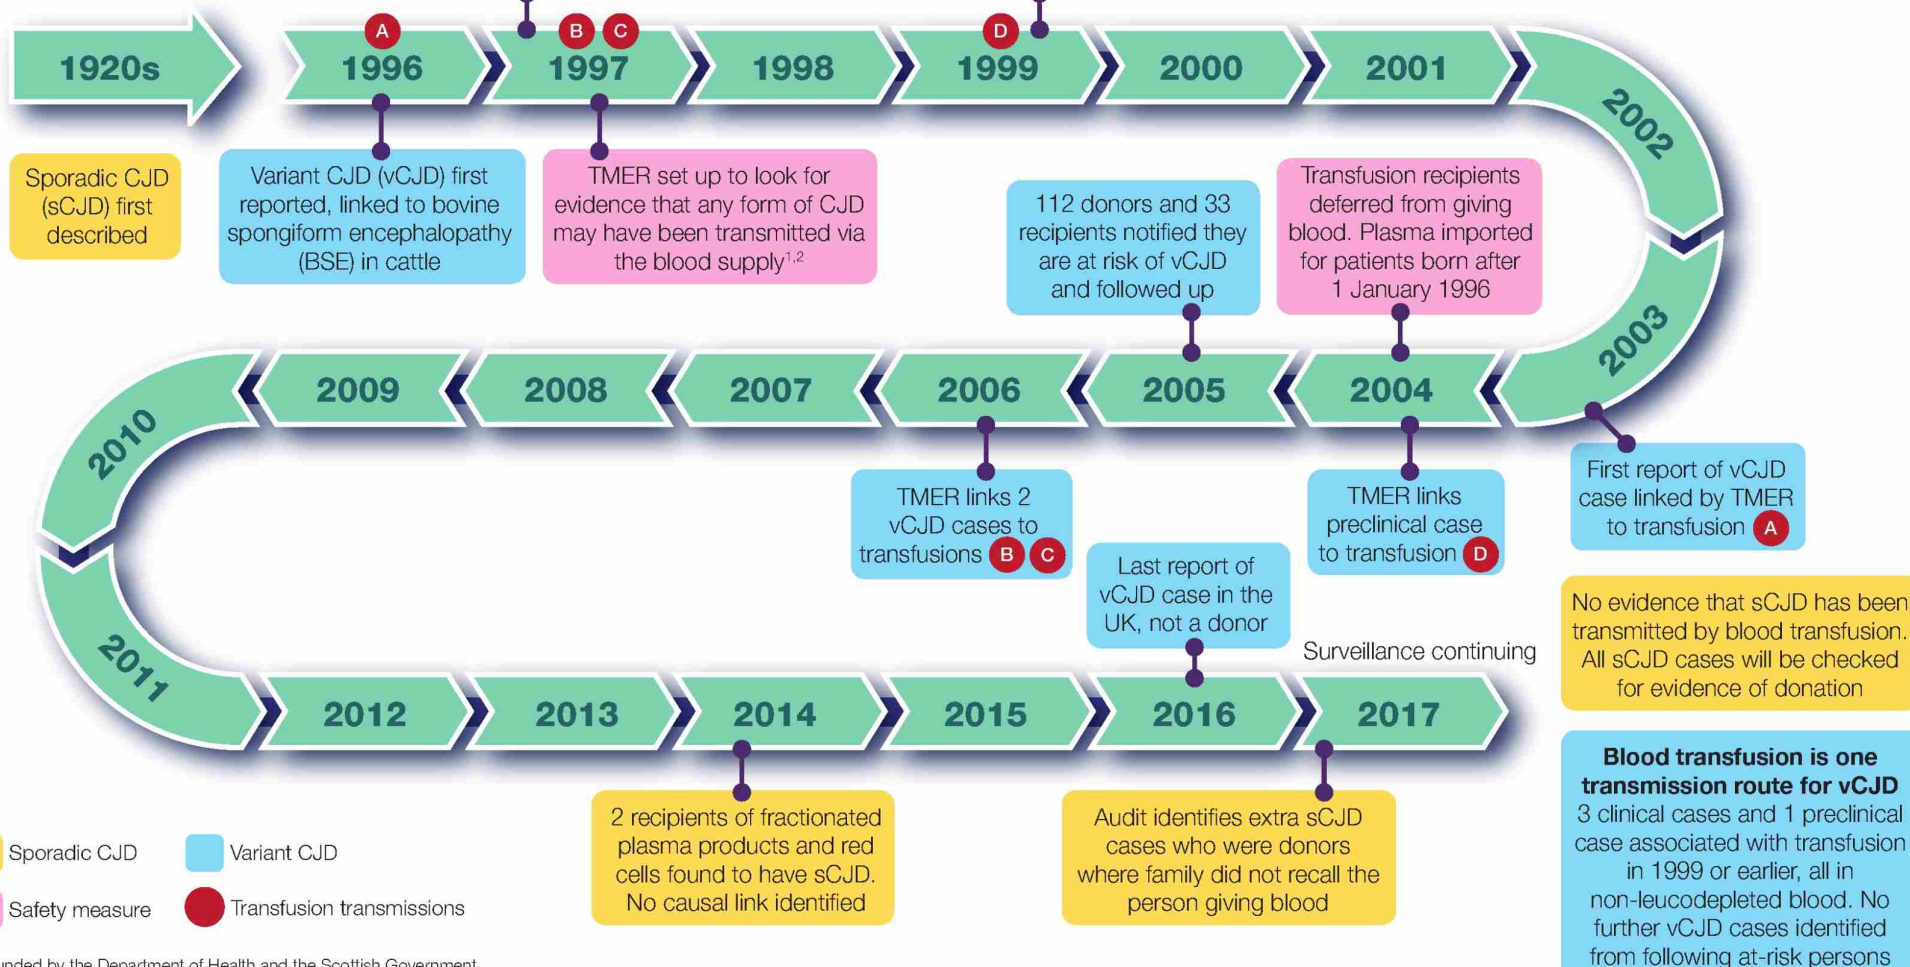 A
B C
D
1920s
1996
1997
1998
1999
2000
2001
2002
Sporadic CJD
(sCJD) first
described
Variant CJD (vCJD) first
reported, linked to bovine
spongiform encephalopathy
(BSE) in cattle
TMER set up to look for
evidence that any form of CJD
may have been transmitted via
the blood supply1,2
112 donors and 33
recipients notified they
are at risk of vCJD
and followed up
Transfusion recipients
deferred from giving
blood. Plasma imported
for patients born after
1 January 1996
2003
2004
2005
2006
2007
2008
2009
2010
First report of vCJD
case linked by TMER
to transfusion A
TMER links
preclinical case
to transfusion D
TMER links 2
vCJD cases to
transfusions B C
Last report of
vCJD case in the
UK, not a donor
Surveillance continuing
2011
2012
2013
2014
2015
2016
2017
2 recipients of fractionated
plasma products and red
cells found to have sCJD.
No causal link identified
Audit identifies extra sCJD
cases who were donors
where family did not recall the
person giving blood
No evidence that sCJD has been
transmitted by blood transfusion.
All sCJD cases will be checked
for evidence of donation
Blood transfusion is one
transmission route for vCJD
3 clinical cases and 1 preclinical
case associated with transfusion
in 1999 or earlier, all in
non-leucodepleted blood. No
further vCJD cases identified
from following at-risk persons
Sporadic CJD
Variant CJD
Safety measure
Transfusion transmissions
by the Department of Health and the Scottish Government